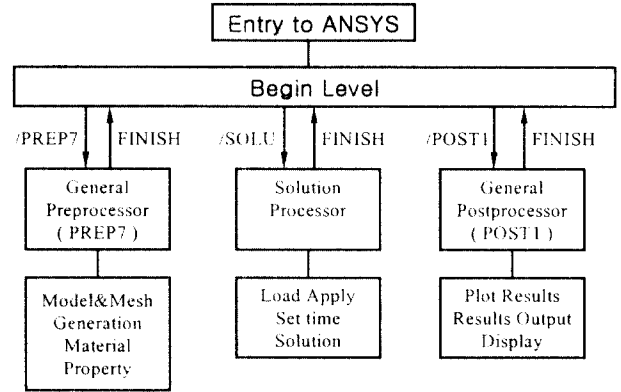 Entry to ANSYS
Begin Level
/PREP7 FINISH /SOLU FINISH /POST1 FINISH
General
Preprocessor
( PREP7 )
Solution
Processor
General
Postprocessor
( POST1 )
Model&Mesh
Generation
Material
Property
Load Apply
Set time
Solution
Plot Results
Results Output
Display